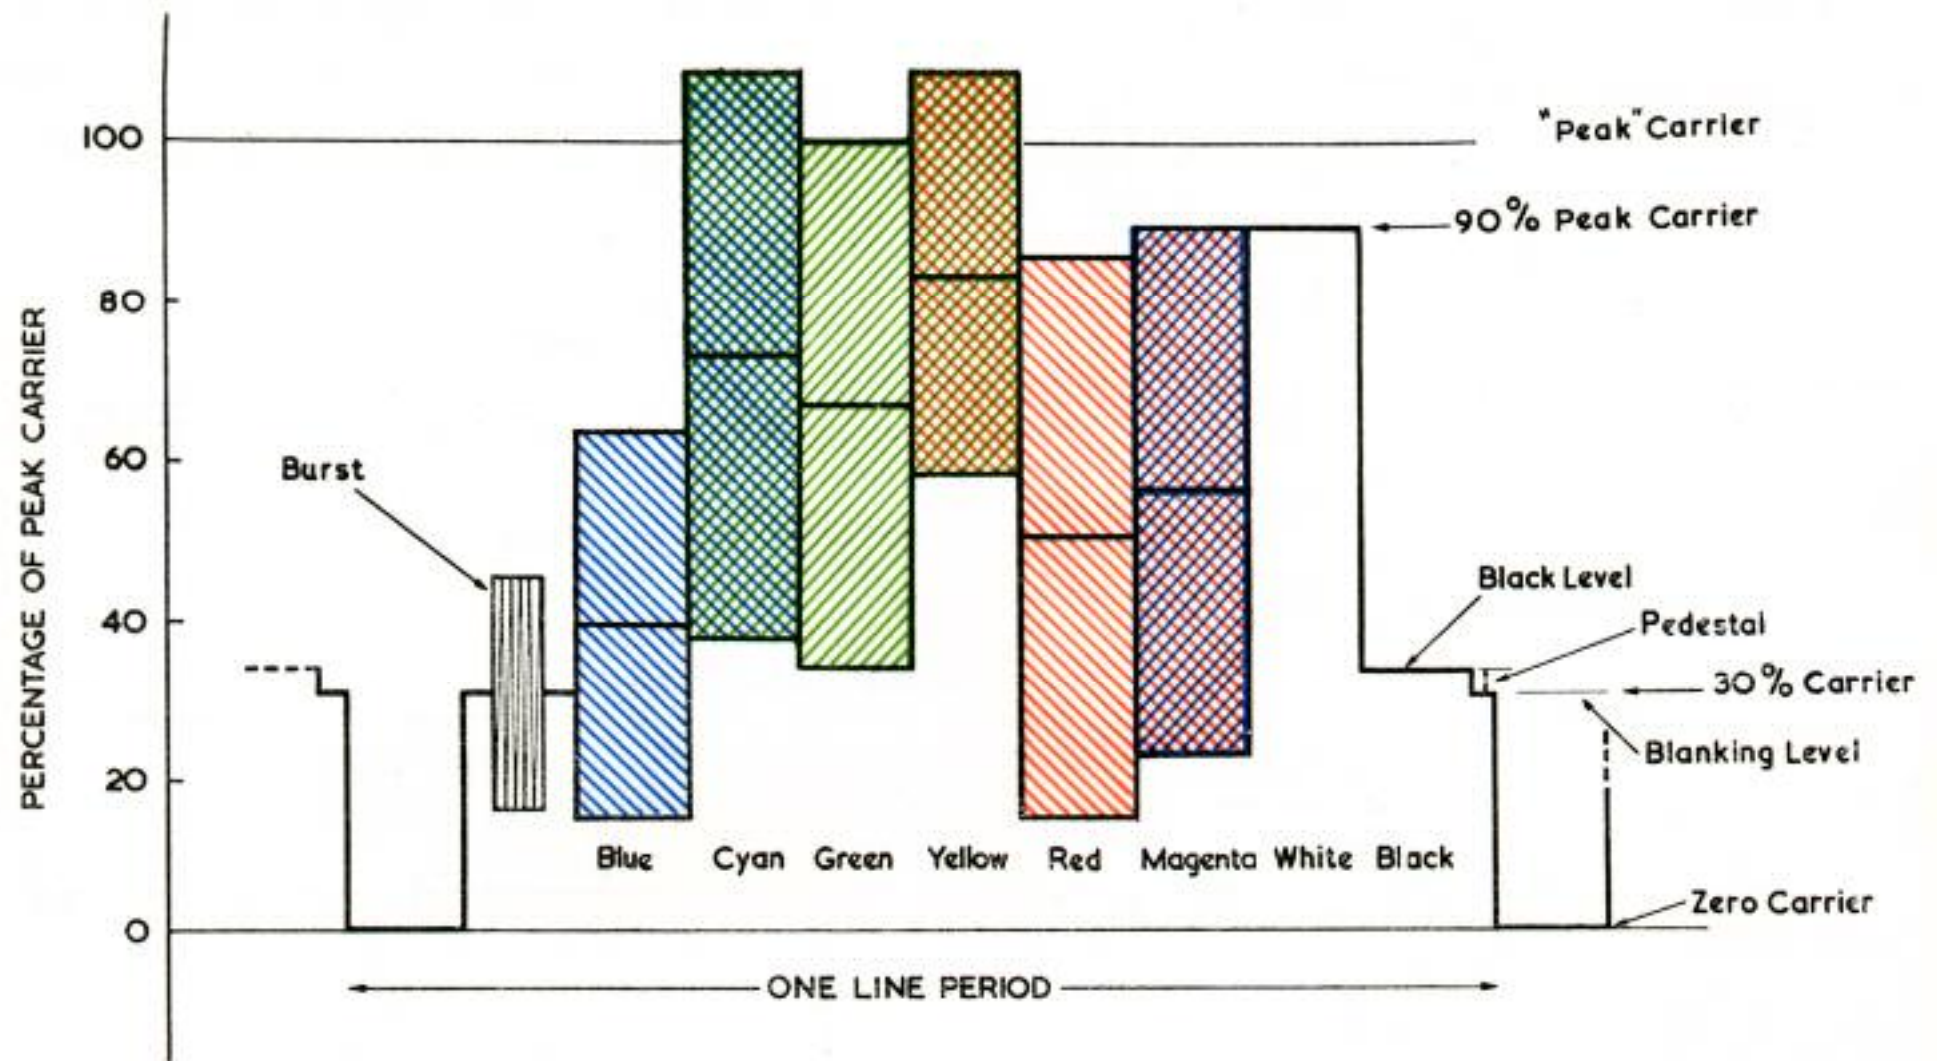 "Peak" Carrier
100
90% Peak Carrier
80
60
Burst
Black Level
40
Pedestal
30% Carrier
Blanking Level
20
Blue Cyan Green Yellow Red Magenta White Black
Zero Carrier
0
ONE LINE PERIOD
PERCENTAGE OF PEAK CARRIER